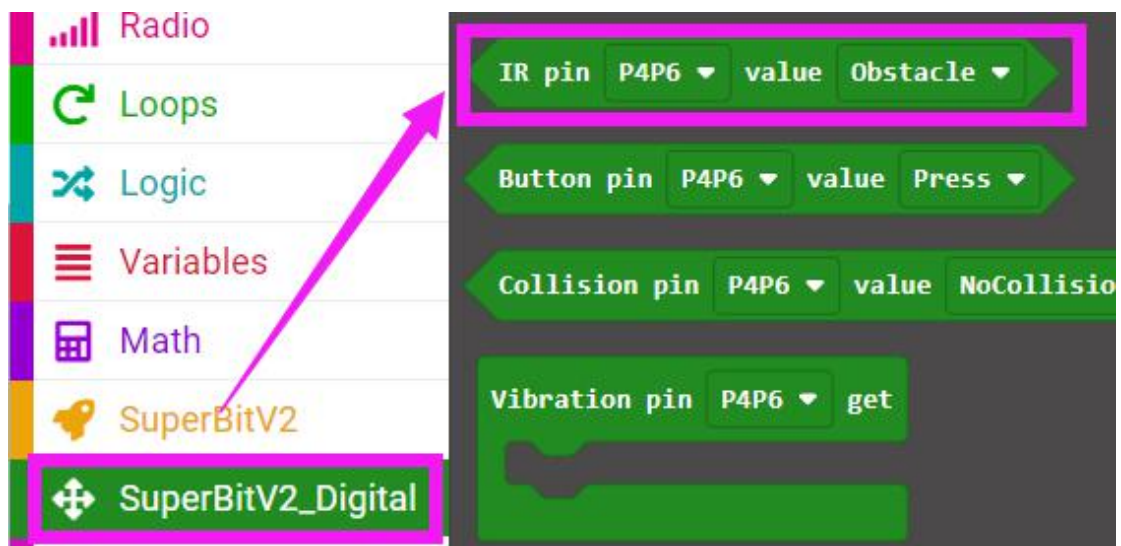 Radio
Loops
Logic
Variables
Math
SuperBitV2
SuperBitV2_Digital
IR pin P4P6 value Obstacle
Button pin P4P6 value Press
Collision pin P4P6 value NoCollisio
Vibration pin P4P6 get